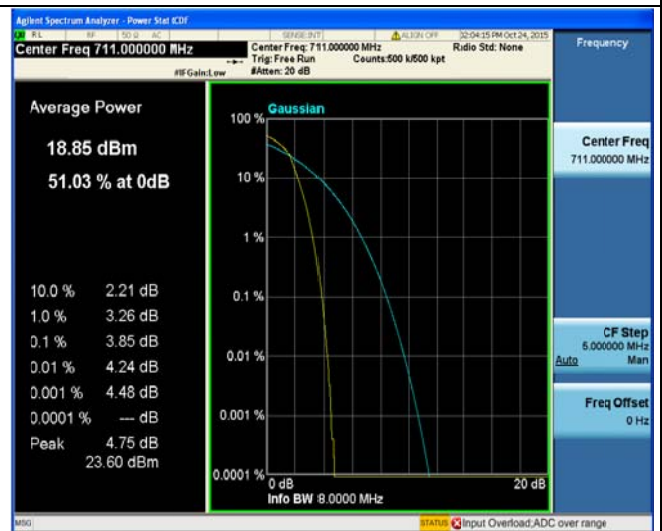 Agilent Spectrum Analyzer - Power Stat CCDF
RL RF 50 Ω AC SENSE:INT ALIGN OFF 02:04:15 PM Oct 24, 2015
Center Freq 711.000000 MHz
Center Freq: 711.000000 MHz Radio Std: None
Trig: Free Run Counts:500 k/500 kpt
#IFGain:Low #Atten: 20 dB
Frequency
Average Power
18.85 dBm
51.03 % at 0dB
10.0 % 2.21 dB
1.0 % 3.26 dB
0.1 % 3.85 dB
0.01 % 4.24 dB
0.001 % 4.48 dB
0.0001 % --- dB
Peak 4.75 dB
23.60 dBm
Gaussian
100 %
10 %
1 %
0.1 %
0.01 %
0.001 %
0.0001 %
0 dB 20 dB
Info BW 8.0000 MHz
Center Freq
711.000000 MHz
CF Step
5.000000 MHz
Auto Man
Freq Offset
0 Hz
MSG STATUS Input Overload;ADC over range